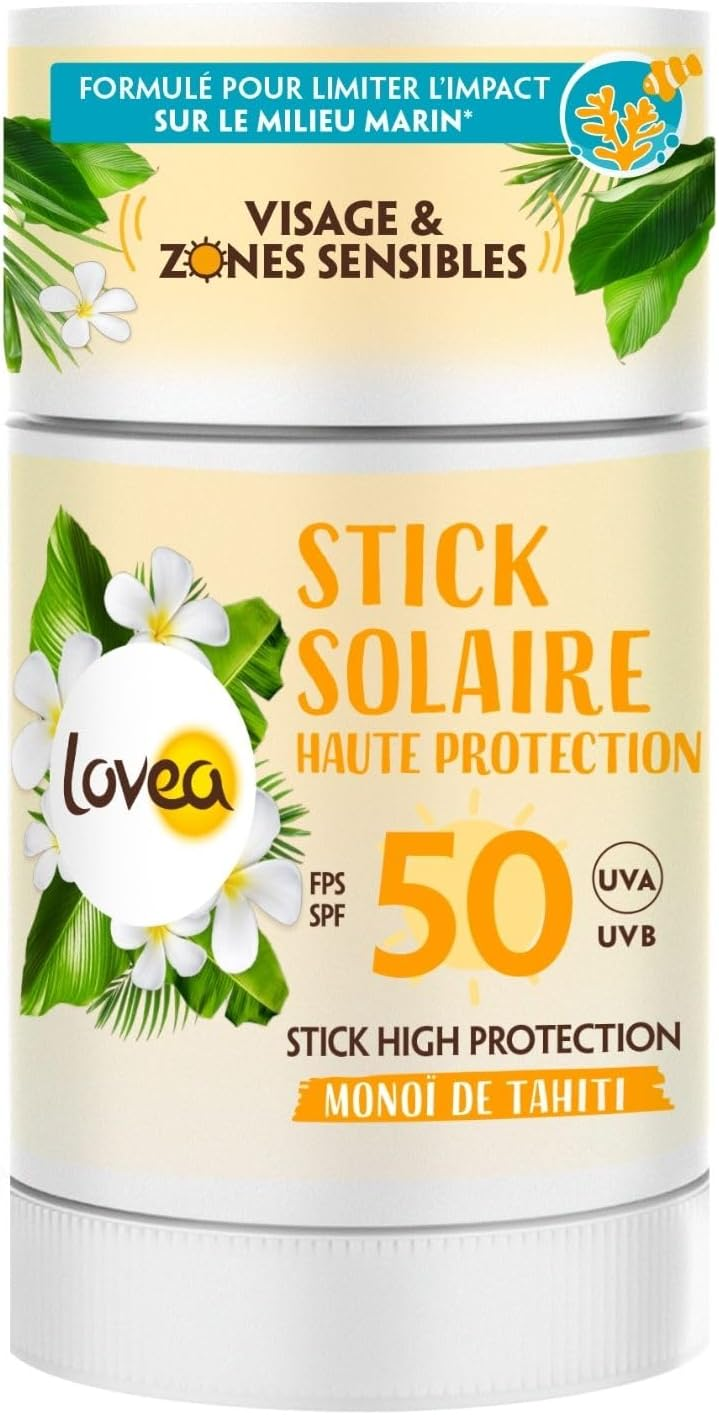 FORMULÉ POUR LIMITER L'IMPACT
SUR LE MILIEU MARIN*
VISAGE &
ZONES SENSIBLES
STICK
SOLAIRE
HAUTE PROTECTION
lovea
FPS
SPF
50
UVA
UVB
STICK HIGH PROTECTION
MONOÏ DE TAHITI